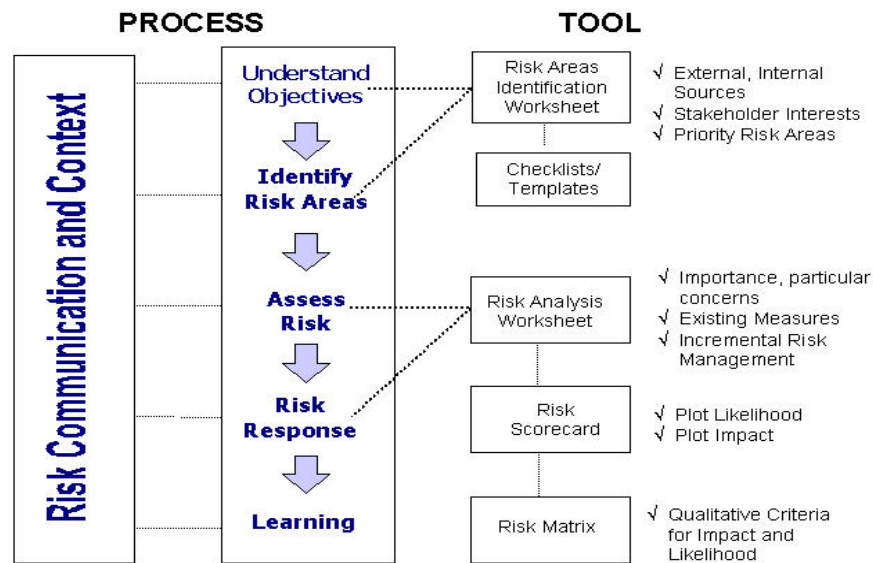 PROCESS
TOOL
Risk Communication and Context
Understand
Objectives
Identify
Risk Areas
Assess
Risk
Risk
Response
Learning
Risk Areas
Identification
Worksheet
√ External, Internal
Sources
√ Stakeholder Interests
√ Priority Risk Areas
Checklists/
Templates
Risk Analysis
Worksheet
√ Importance, particular
concerns
√ Existing Measures
√ Incremental Risk
Management
Risk
Scorecard
√ Plot Likelihood
√ Plot Impact
Risk Matrix
√ Qualitative Criteria
for Impact and
Likelihood